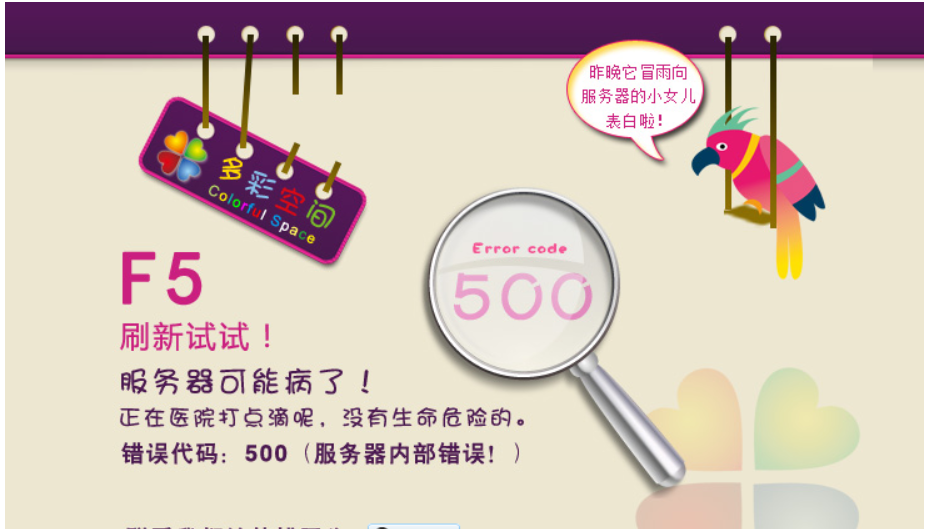 昨晚它冒雨向
服务器的小女儿
表白啦!
多彩空间
Colorful Space
Error code
500
F5
刷新试试！
服务器可能病了！
正在医院打点滴呢，没有生命危险的。
错误代码：500（服务器内部错误！）